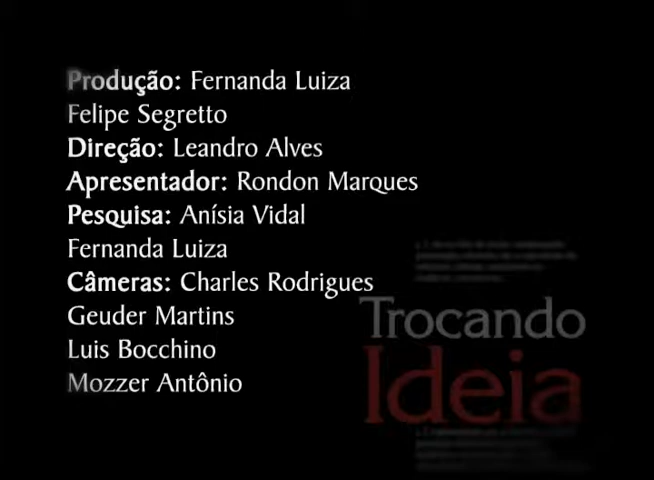 Produção: Fernanda Luiza
Felipe Segretto
Direção: Leandro Alves
Apresentador: Rondon Marques
Pesquisa: Anísia Vidal
Fernanda Luiza
Câmeras: Charles Rodrigues
Geuder Martins
Luis Bocchino
Mozzer Antônio
Trocando
Ideia